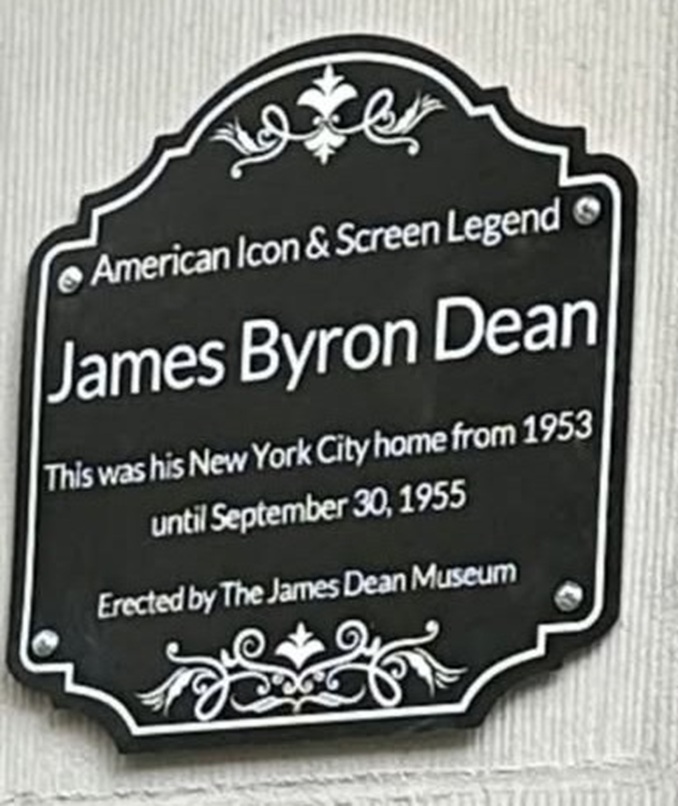 American Icon & Screen Legend
James Byron Dean
This was his New York City home from 1953
until September 30, 1955
Erected by The James Dean Museum